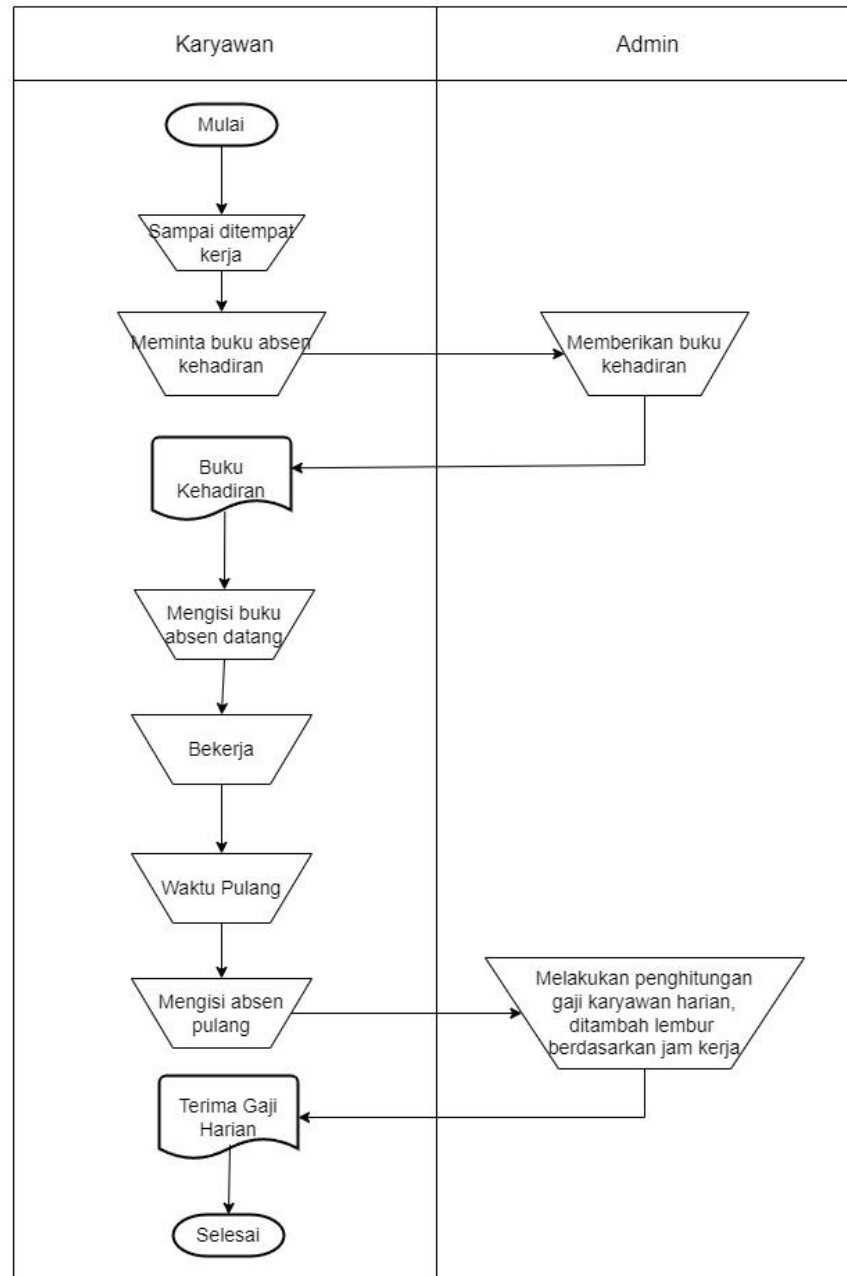 Karyawan
Admin
Mulai
Sampai ditempat
kerja
Meminta buku absen
kehadiran
Memberikan buku
kehadiran
Buku
Kehadiran
Mengisi buku
absen datang
Bekerja
Waktu Pulang
Mengisi absen
pulang
Melakukan penghitungan
gaji karyawan harian,
ditambah lembur
berdasarkan jam kerja
Terima Gaji
Harian
Selesai